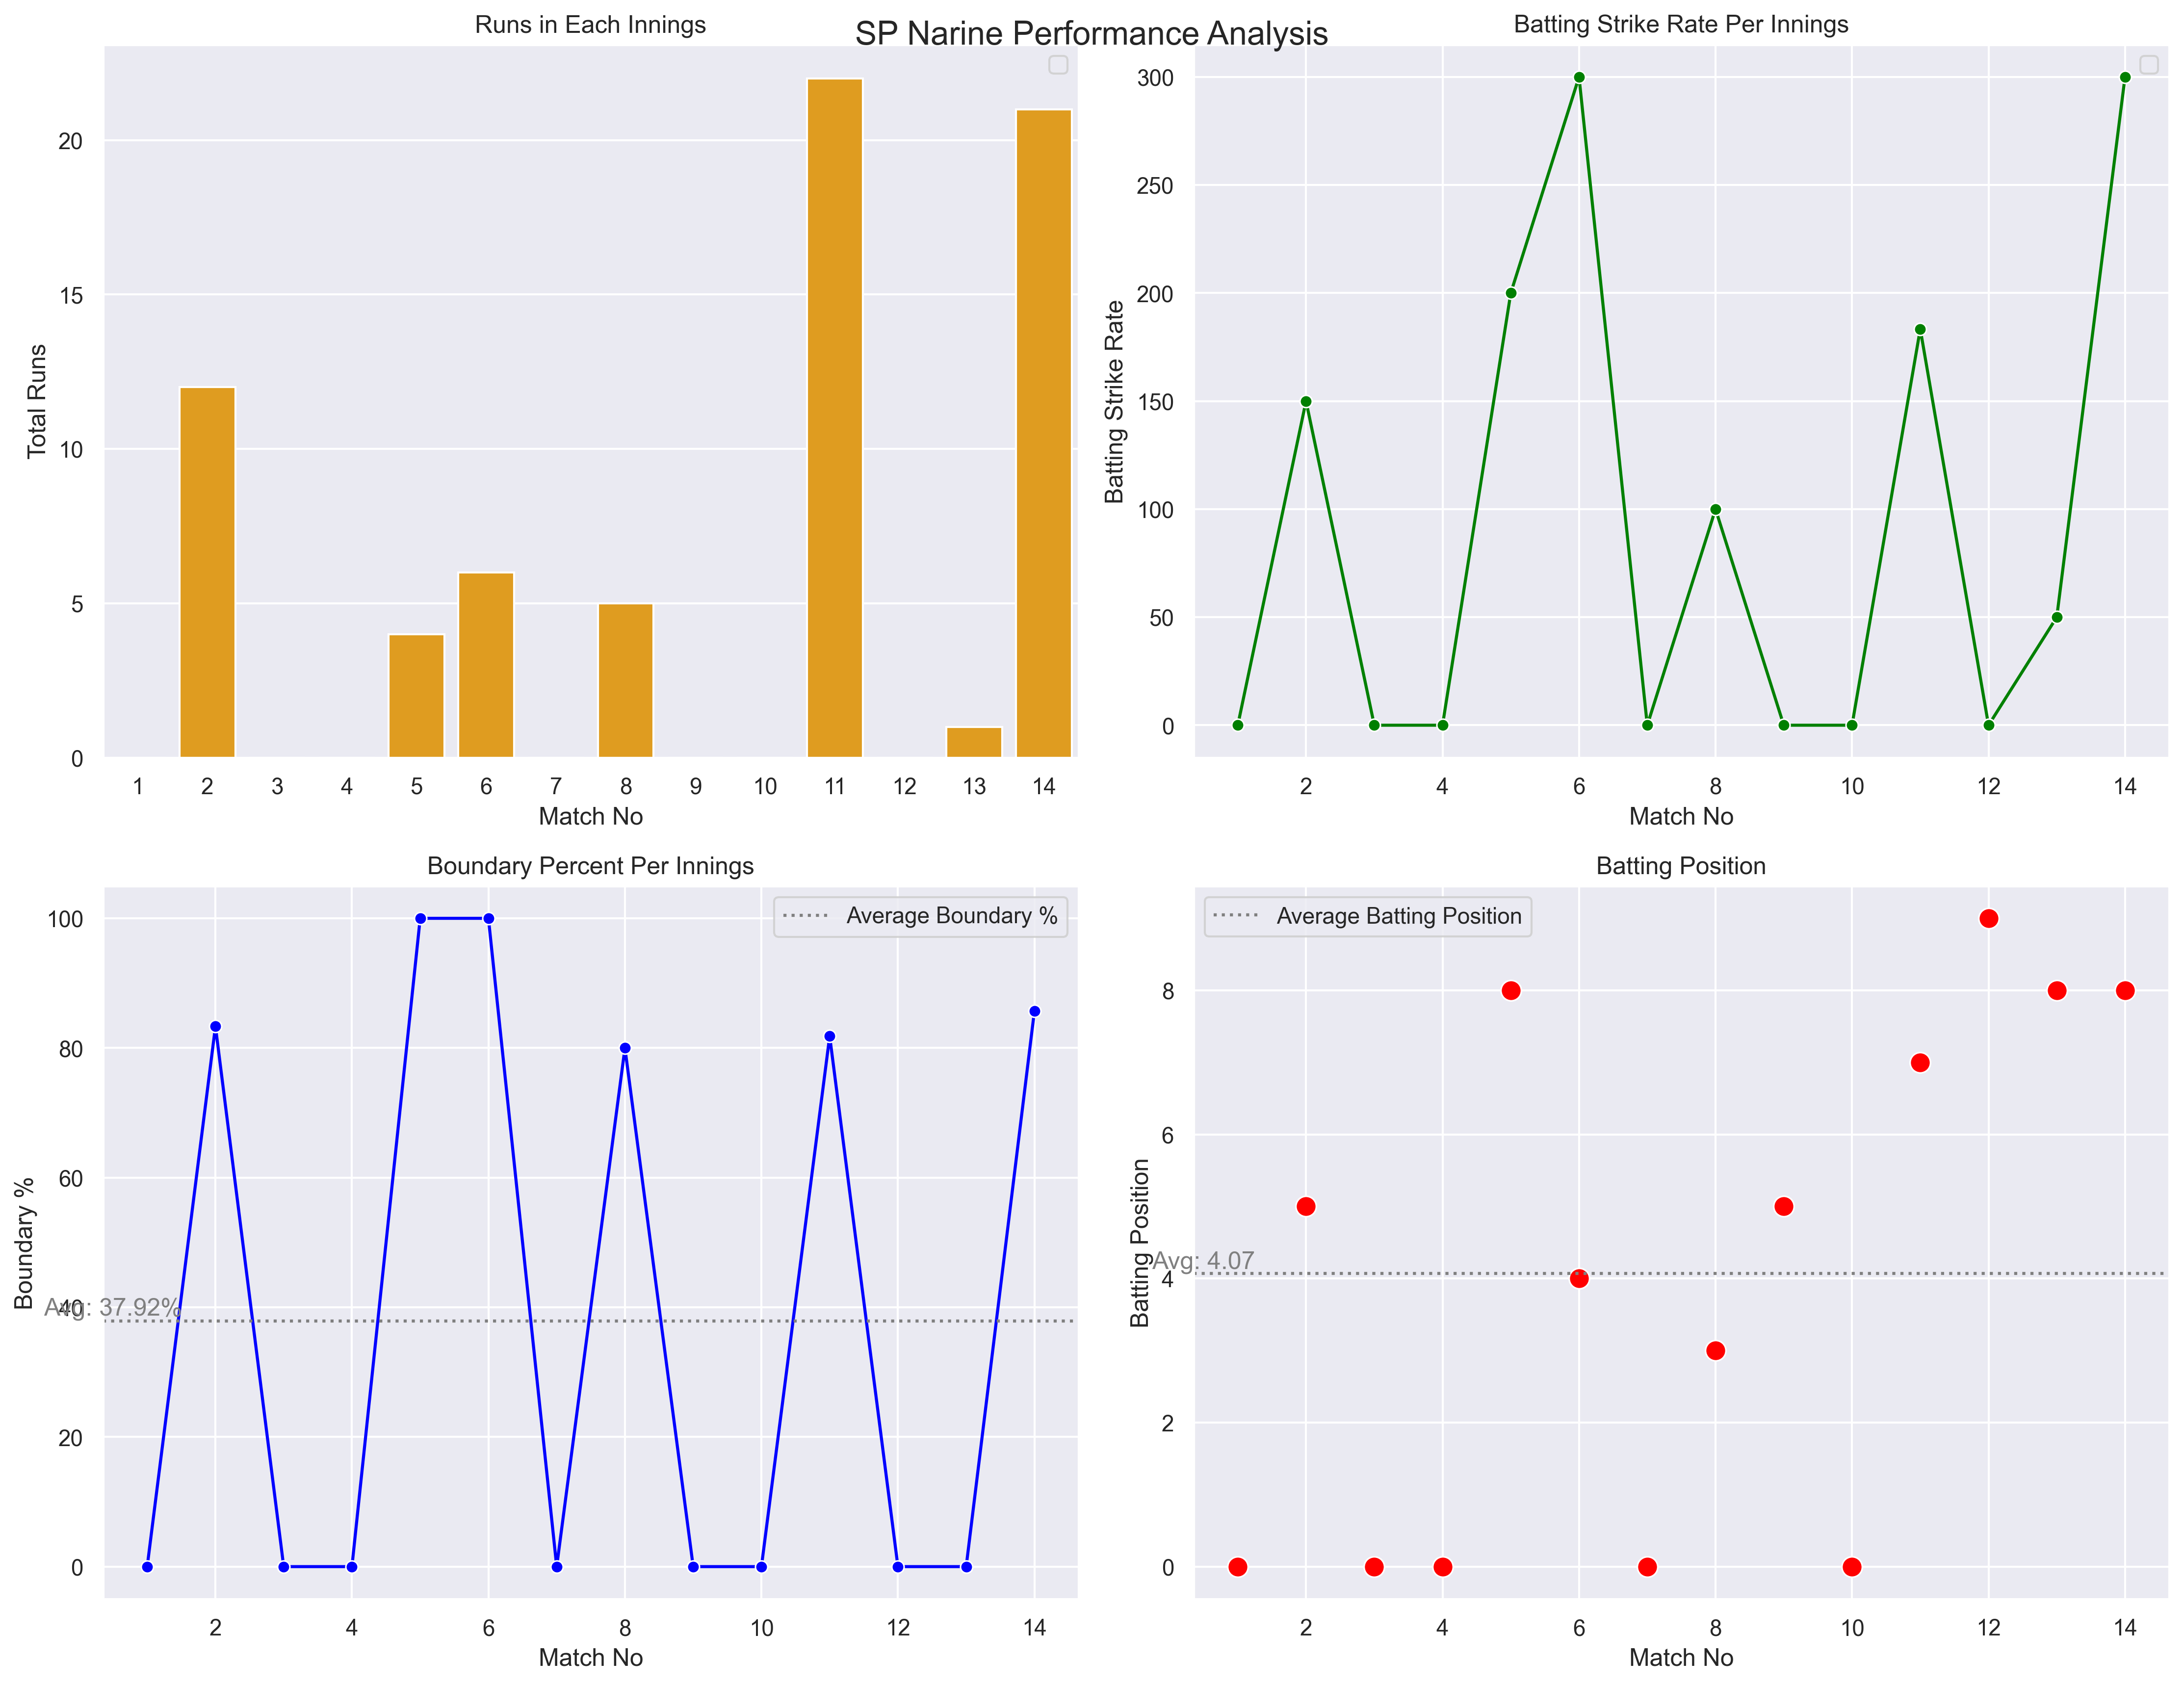 SP Narine Performance Analysis
Runs in Each Innings
Total Runs
20
15
10
5
0
1 2 3 4 5 6 7 8 9 10 11 12 13 14
Match No
Batting Strike Rate Per Innings
Batting Strike Rate
300
250
200
150
100
50
0
2 4 6 8 10 12 14
Match No
Boundary Percent Per Innings
Average Boundary %
Boundary %
100
80
60
40
Avg: 37.92%
20
0
2 4 6 8 10 12 14
Match No
Batting Position
Average Batting Position
Batting Position
8
6
Avg: 4.07
4
2
0
2 4 6 8 10 12 14
Match No